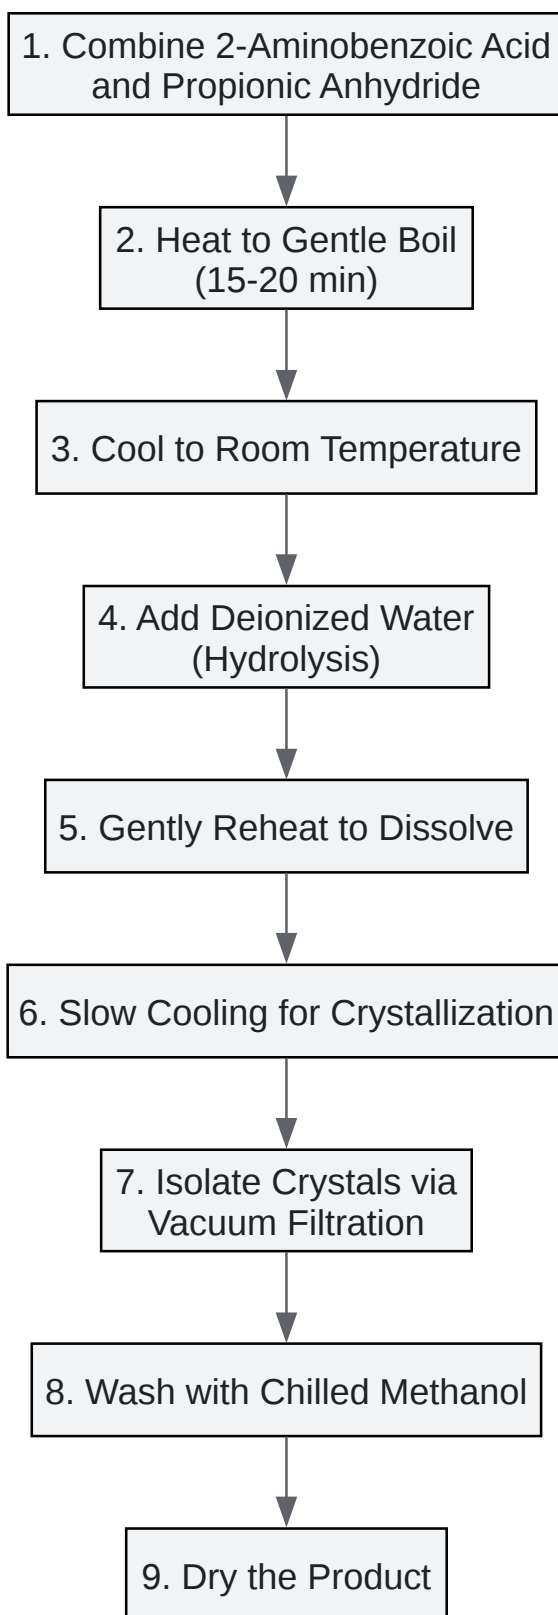 1. Combine 2-Aminobenzoic Acid
and Propionic Anhydride
2. Heat to Gentle Boil
(15-20 min)
3. Cool to Room Temperature
4. Add Deionized Water
(Hydrolysis)
5. Gently Reheat to Dissolve
6. Slow Cooling for Crystallization
7. Isolate Crystals via
Vacuum Filtration
8. Wash with Chilled Methanol
9. Dry the Product